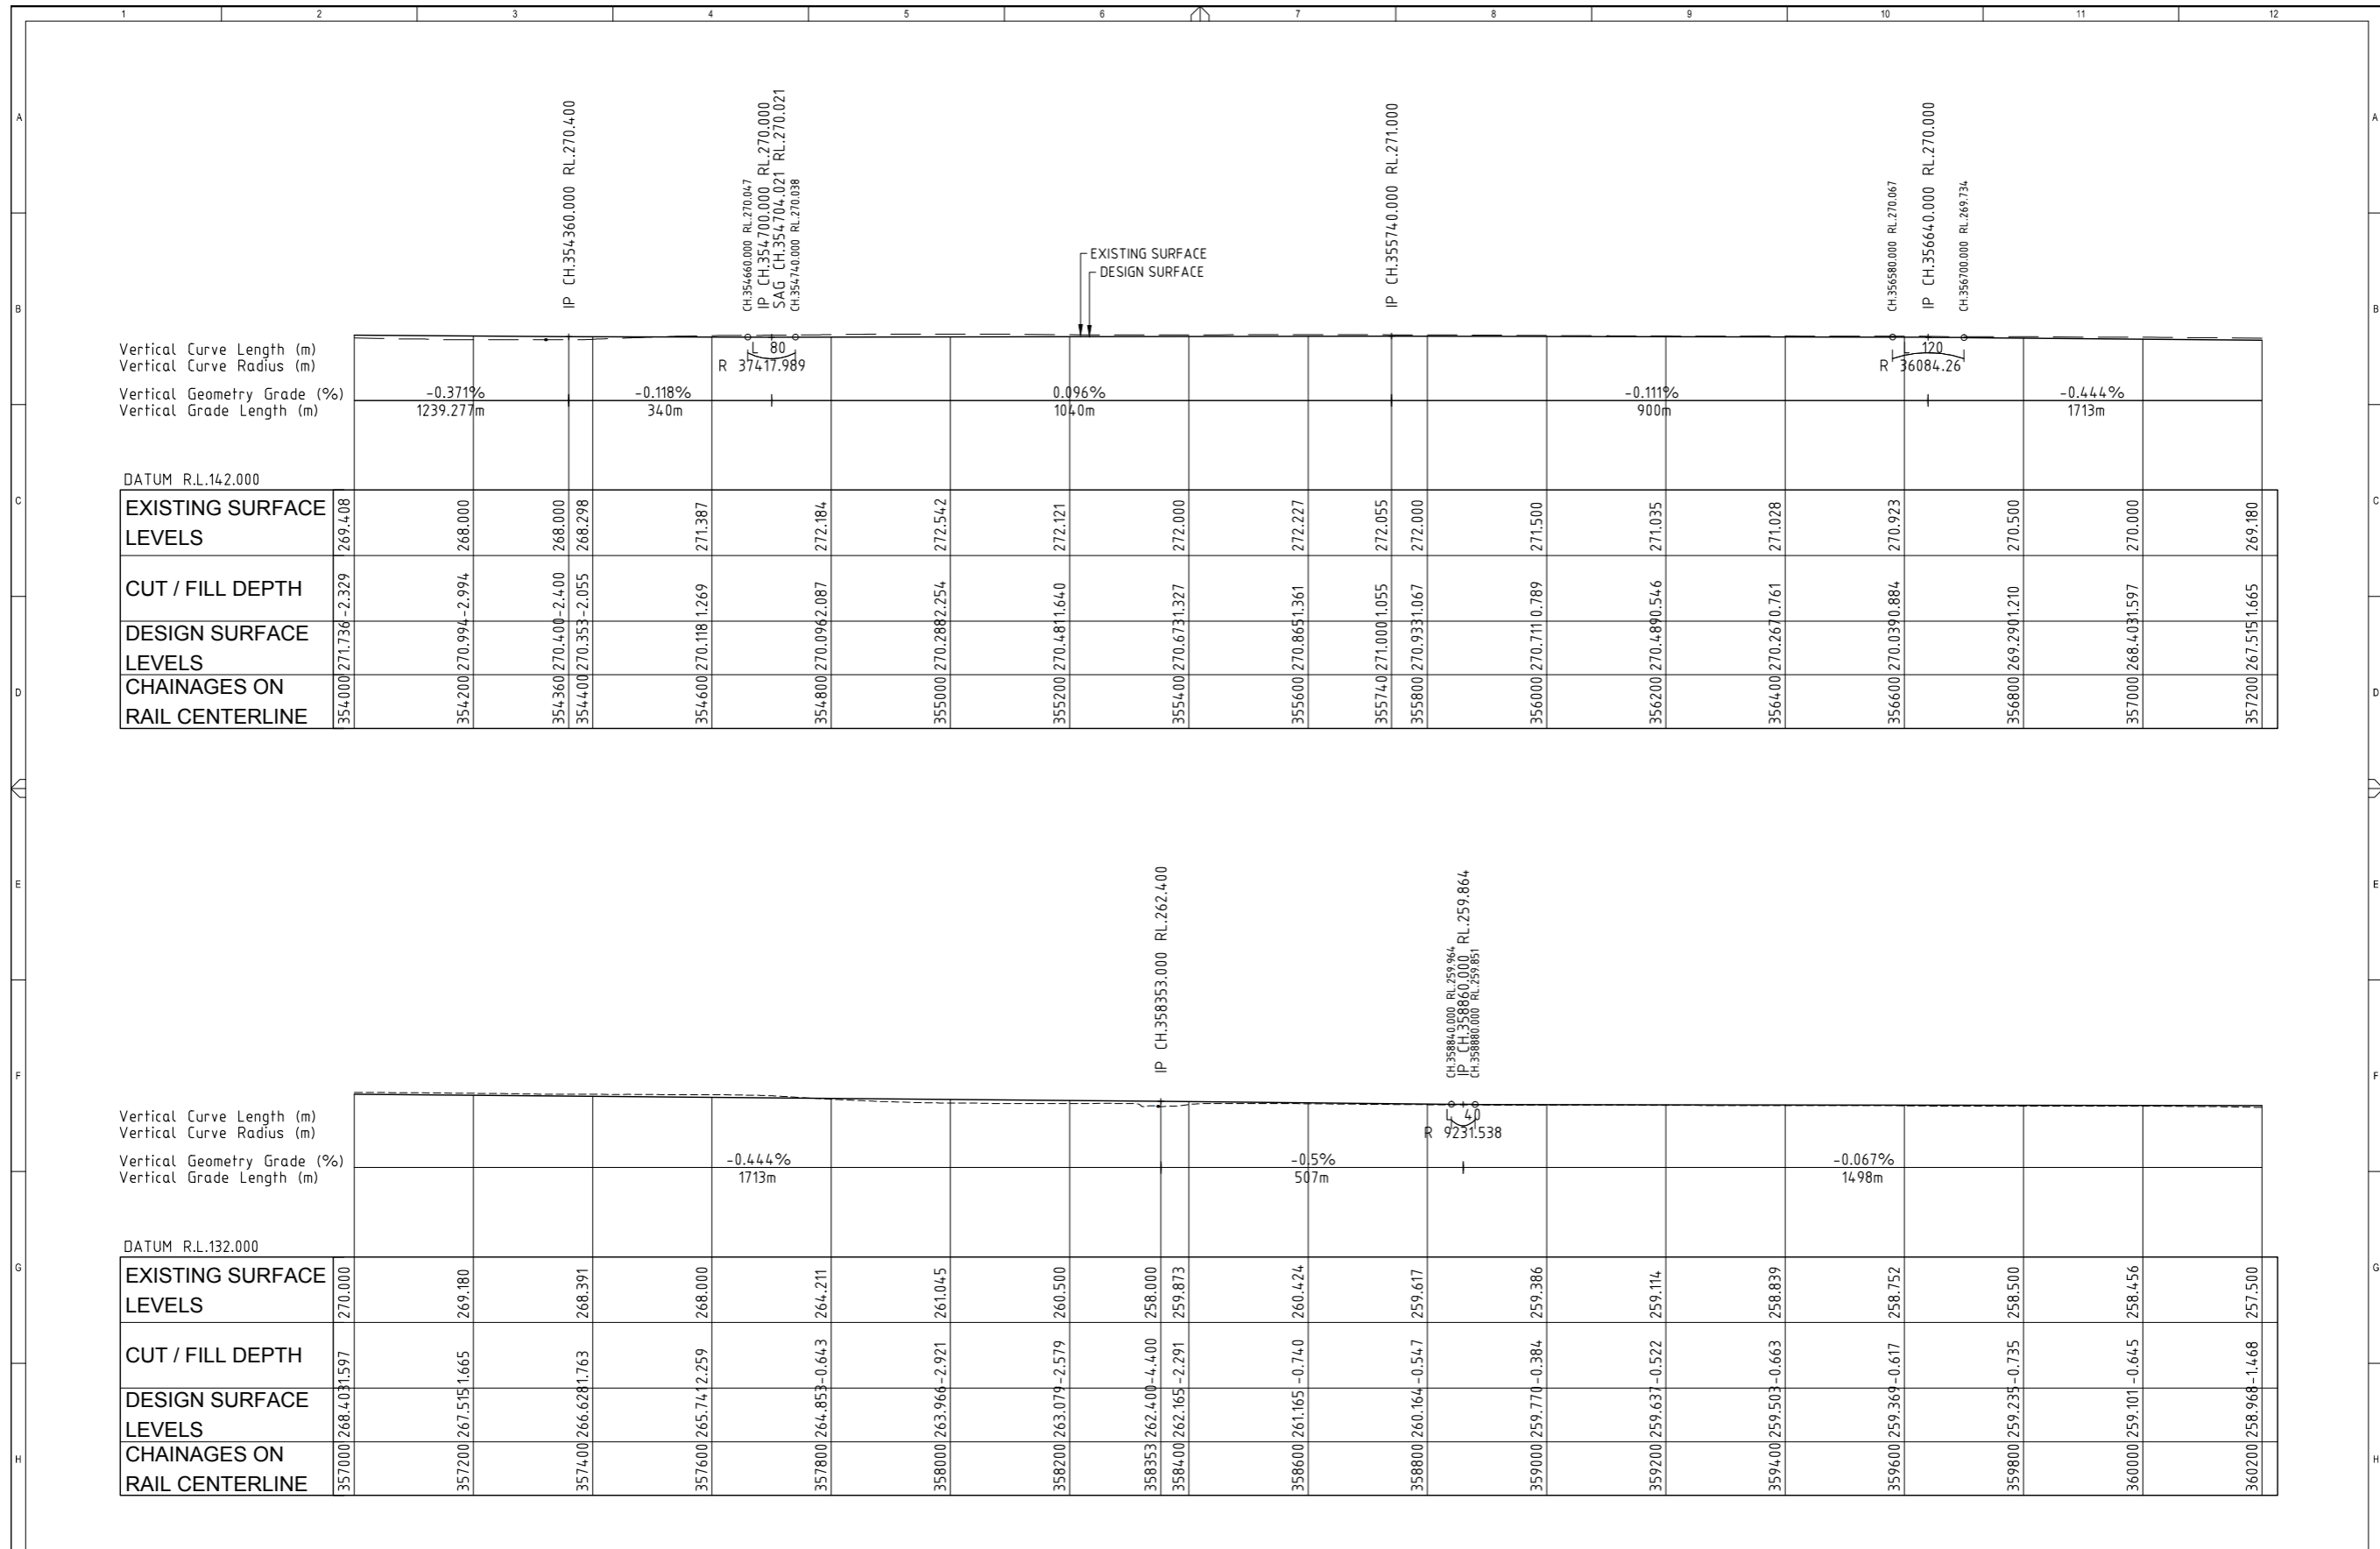 1 2 3 4 5 6 7 8 9 10 11 12
A A
B B
C C
D D
E E
F F
G G
H H
IP CH.354360.000 RL.270.400
CH.354660.000 RL.270.047
IP CH.354700.000 RL.270.000
SAG CH.354704.021 RL.270.021
CH.354740.000 RL.270.038
IP CH.355740.000 RL.271.000
CH.356580.000 RL.270.067
IP CH.356640.000 RL.270.000
CH.356700.000 RL.269.734
EXISTING SURFACE
DESIGN SURFACE
Vertical Curve Length (m) L 80 L 120
Vertical Curve Radius (m) R 37417.989 R 36084.26
Vertical Geometry Grade (%) -0.371% -0.118% 0.096% -0.111% -0.444%
Vertical Grade Length (m) 1239.277m 340m 1040m 900m 1713m
DATUM R.L.142.000
EXISTING SURFACE LEVELS 269.408 268.000 268.000 268.298 271.387 272.184 272.542 272.121 272.000 272.227 272.055 272.000 271.500 271.035 271.028 270.923 270.500 270.000 269.180
CUT / FILL DEPTH -2.329 -2.994 -2.400 -2.055 1.269 2.087 2.254 1.640 1.327 1.361 1.055 1.067 0.789 0.546 0.761 0.884 1.210 1.597 1.665
DESIGN SURFACE LEVELS 271.736 270.994 270.400 270.353 270.118 270.096 270.288 270.481 270.673 270.865 271.000 270.933 270.711 270.489 270.267 270.039 269.290 268.403 267.515
CHAINAGES ON RAIL CENTERLINE 354000 354200 354360 354400 354600 354800 355000 355200 355400 355600 355740 355800 356000 356200 356400 356600 356800 357000 357200
IP CH.358353.000 RL.262.400
CH.358840.000 RL.259.964
IP CH.358860.000 RL.259.864
CH.358880.000 RL.259.851
Vertical Curve Length (m) L 40
Vertical Curve Radius (m) R 9231.538
Vertical Geometry Grade (%) -0.444% -0.5% -0.067%
Vertical Grade Length (m) 1713m 507m 1498m
DATUM R.L.132.000
EXISTING SURFACE LEVELS 270.000 269.180 268.391 268.000 264.211 261.045 260.500 258.000 259.873 260.424 259.617 259.386 259.114 258.839 258.752 258.500 258.456 257.500
CUT / FILL DEPTH 1.597 1.665 1.763 2.259 -0.643 -2.921 -2.579 -4.400 -2.291 -0.740 -0.547 -0.384 -0.522 -0.663 -0.617 -0.735 -0.645 -1.468
DESIGN SURFACE LEVELS 268.403 267.515 266.628 265.741 264.853 263.966 263.079 262.400 262.165 261.165 260.164 259.770 259.637 259.503 259.369 259.235 259.101 258.968
CHAINAGES ON RAIL CENTERLINE 357000 357200 357400 357600 357800 358000 358200 358353 358400 358600 358800 359000 359200 359400 359600 359800 360000 360200